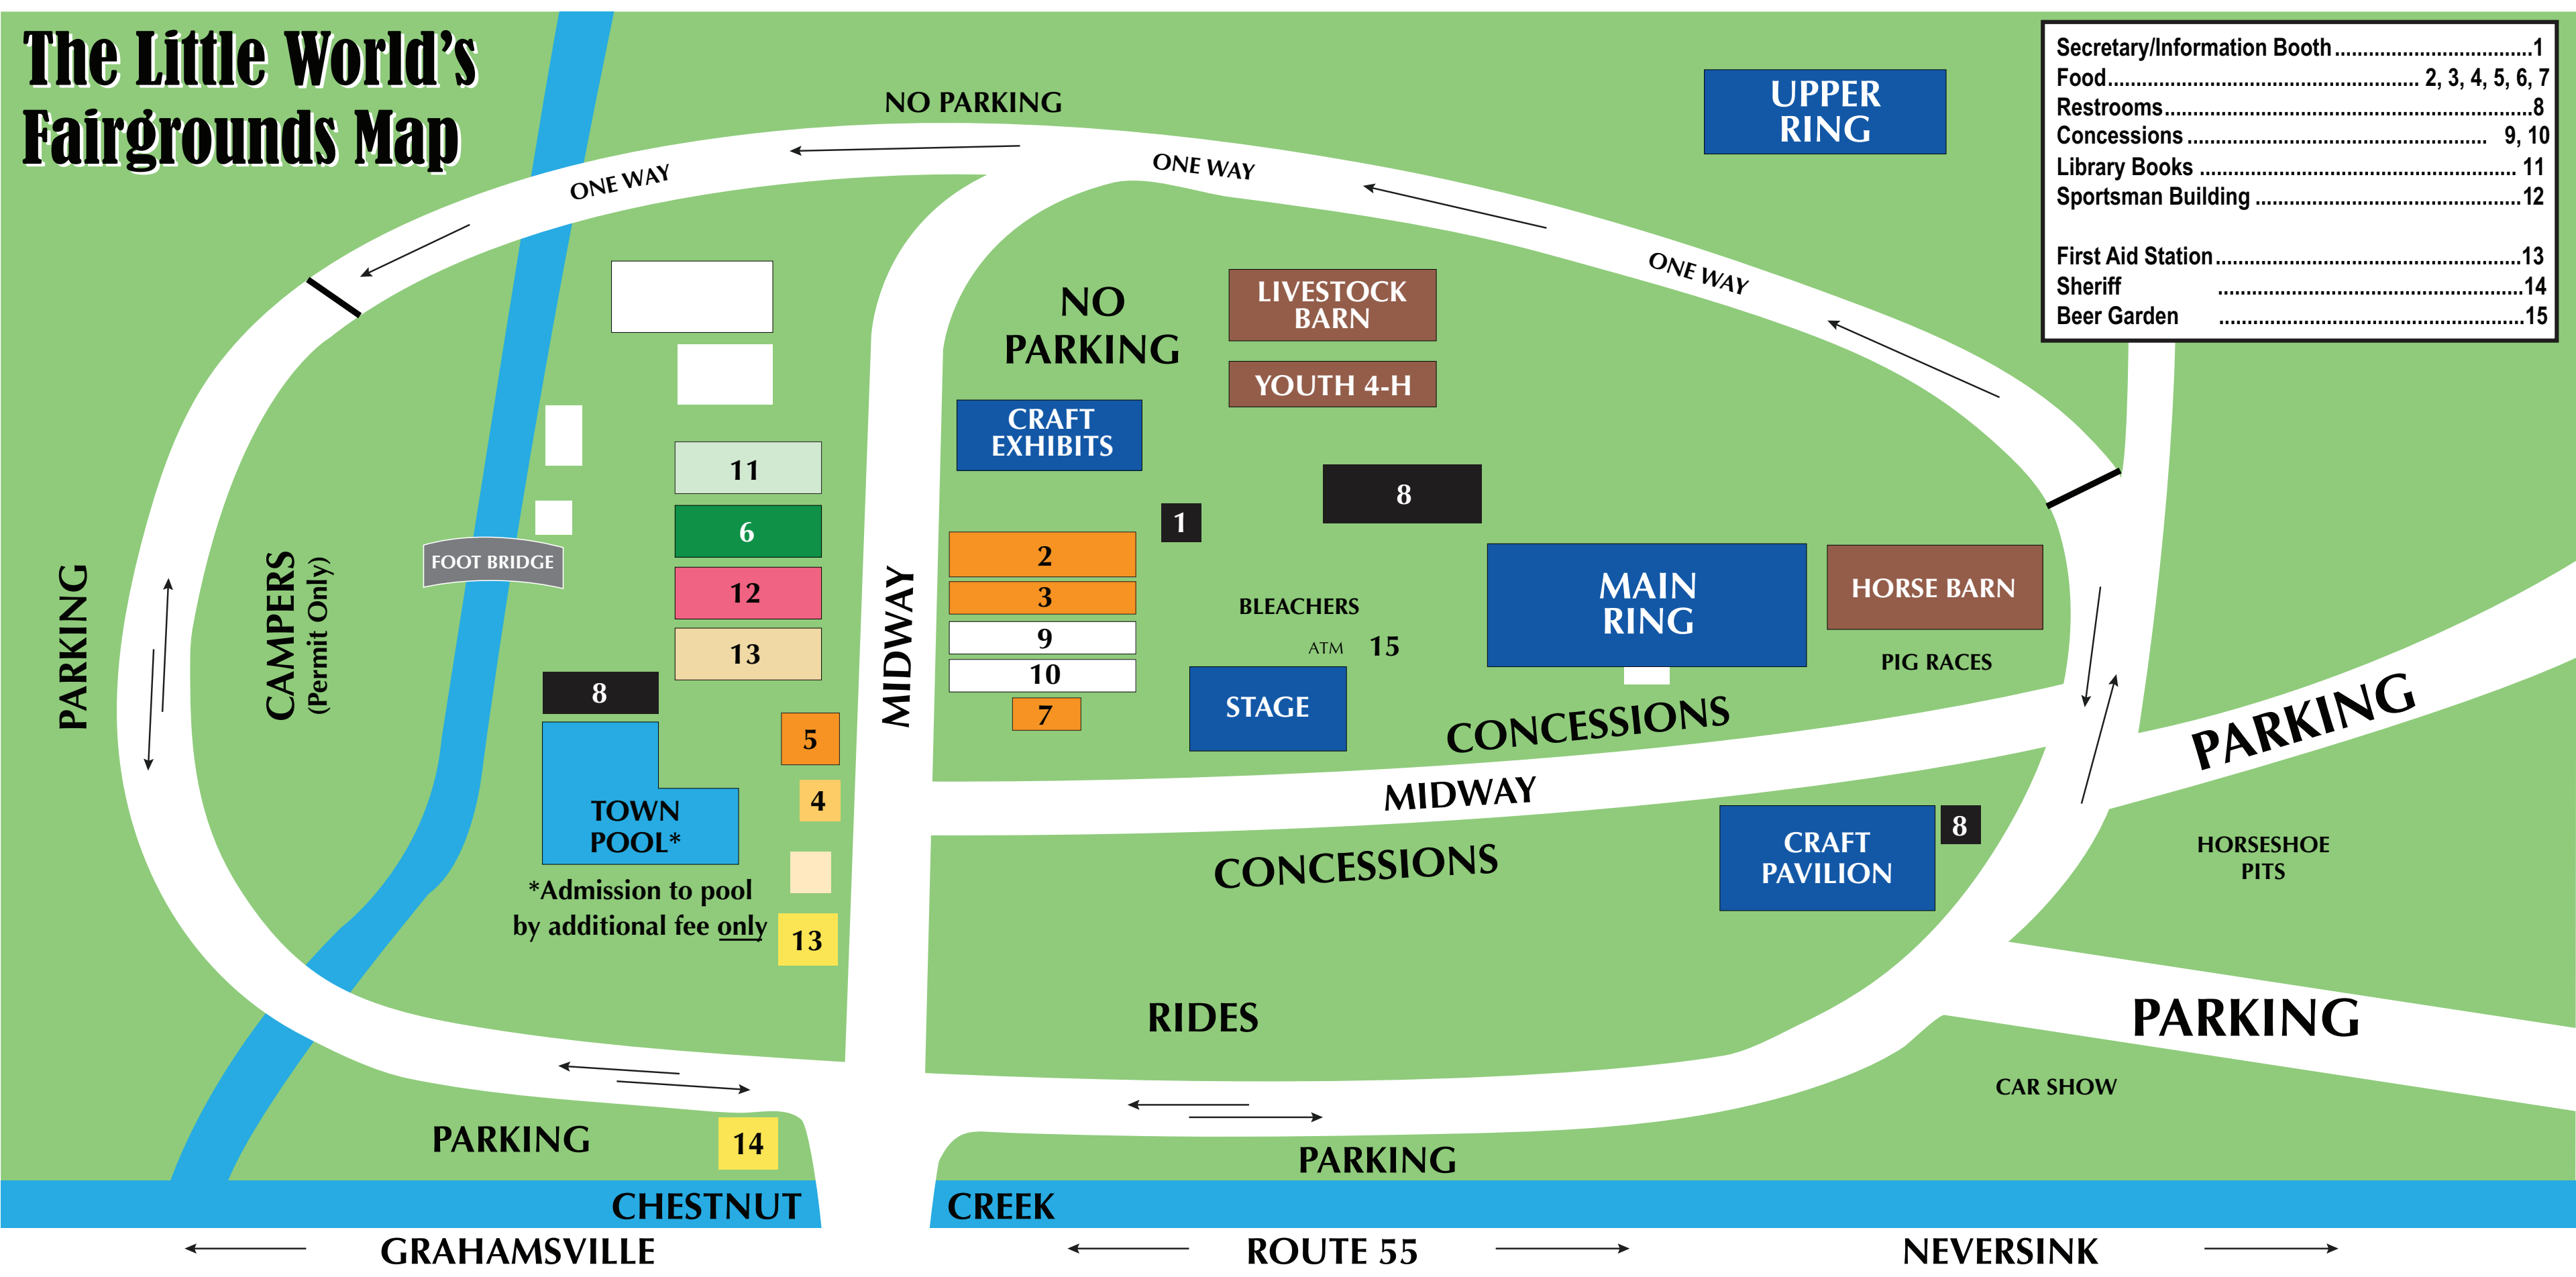 The Little World's
Fairgrounds Map
Secretary/Information Booth...................................1
Food....................................................... 2, 3, 4, 5, 6, 7
Restrooms.................................................................8
Concessions..................................................... 9, 10
Library Books ........................................................ 11
Sportsman Building ...............................................12
First Aid Station......................................................13
Sheriff ......................................................14
Beer Garden ......................................................15
NO PARKING
UPPER
RING
ONE WAY
ONE WAY
ONE WAY
NO
PARKING
LIVESTOCK
BARN
YOUTH 4-H
CRAFT
EXHIBITS
11
6
12
13
8
5
4
13
14
FOOT BRIDGE
PARKING
CAMPERS
(Permit Only)
TOWN
POOL*
*Admission to pool
by additional fee only
MIDWAY
1
8
2
3
9
10
7
BLEACHERS
ATM 15
STAGE
MAIN
RING
HORSE BARN
PIG RACES
CONCESSIONS
MIDWAY
CONCESSIONS
CRAFT
PAVILION
8
PARKING
HORSESHOE
PITS
RIDES
PARKING
CAR SHOW
PARKING
PARKING
CHESTNUT CREEK
GRAHAMSVILLE ROUTE 55 NEVERSINK